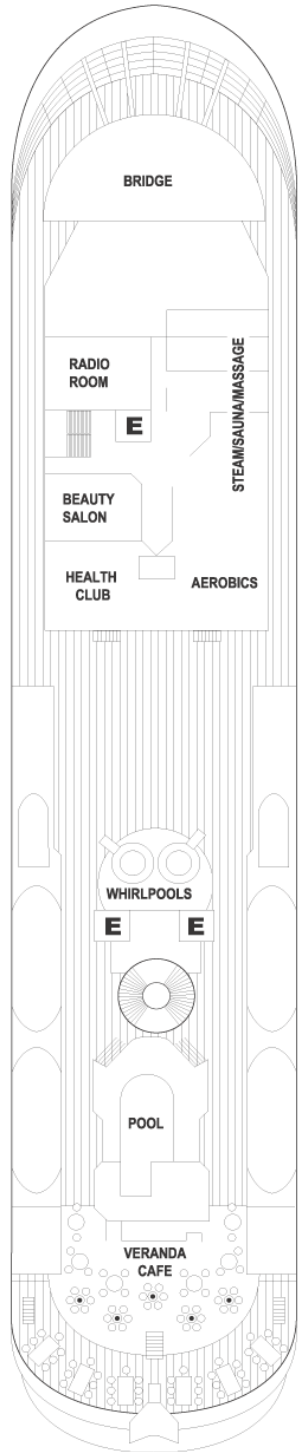 BRIDGE
RADIO
ROOM
STEAM/SAUNA/MASSAGE
E
BEAUTY
SALON
HEALTH
CLUB
AEROBICS
WHIRLPOOLS
E
E
POOL
VERANDA
CAFE